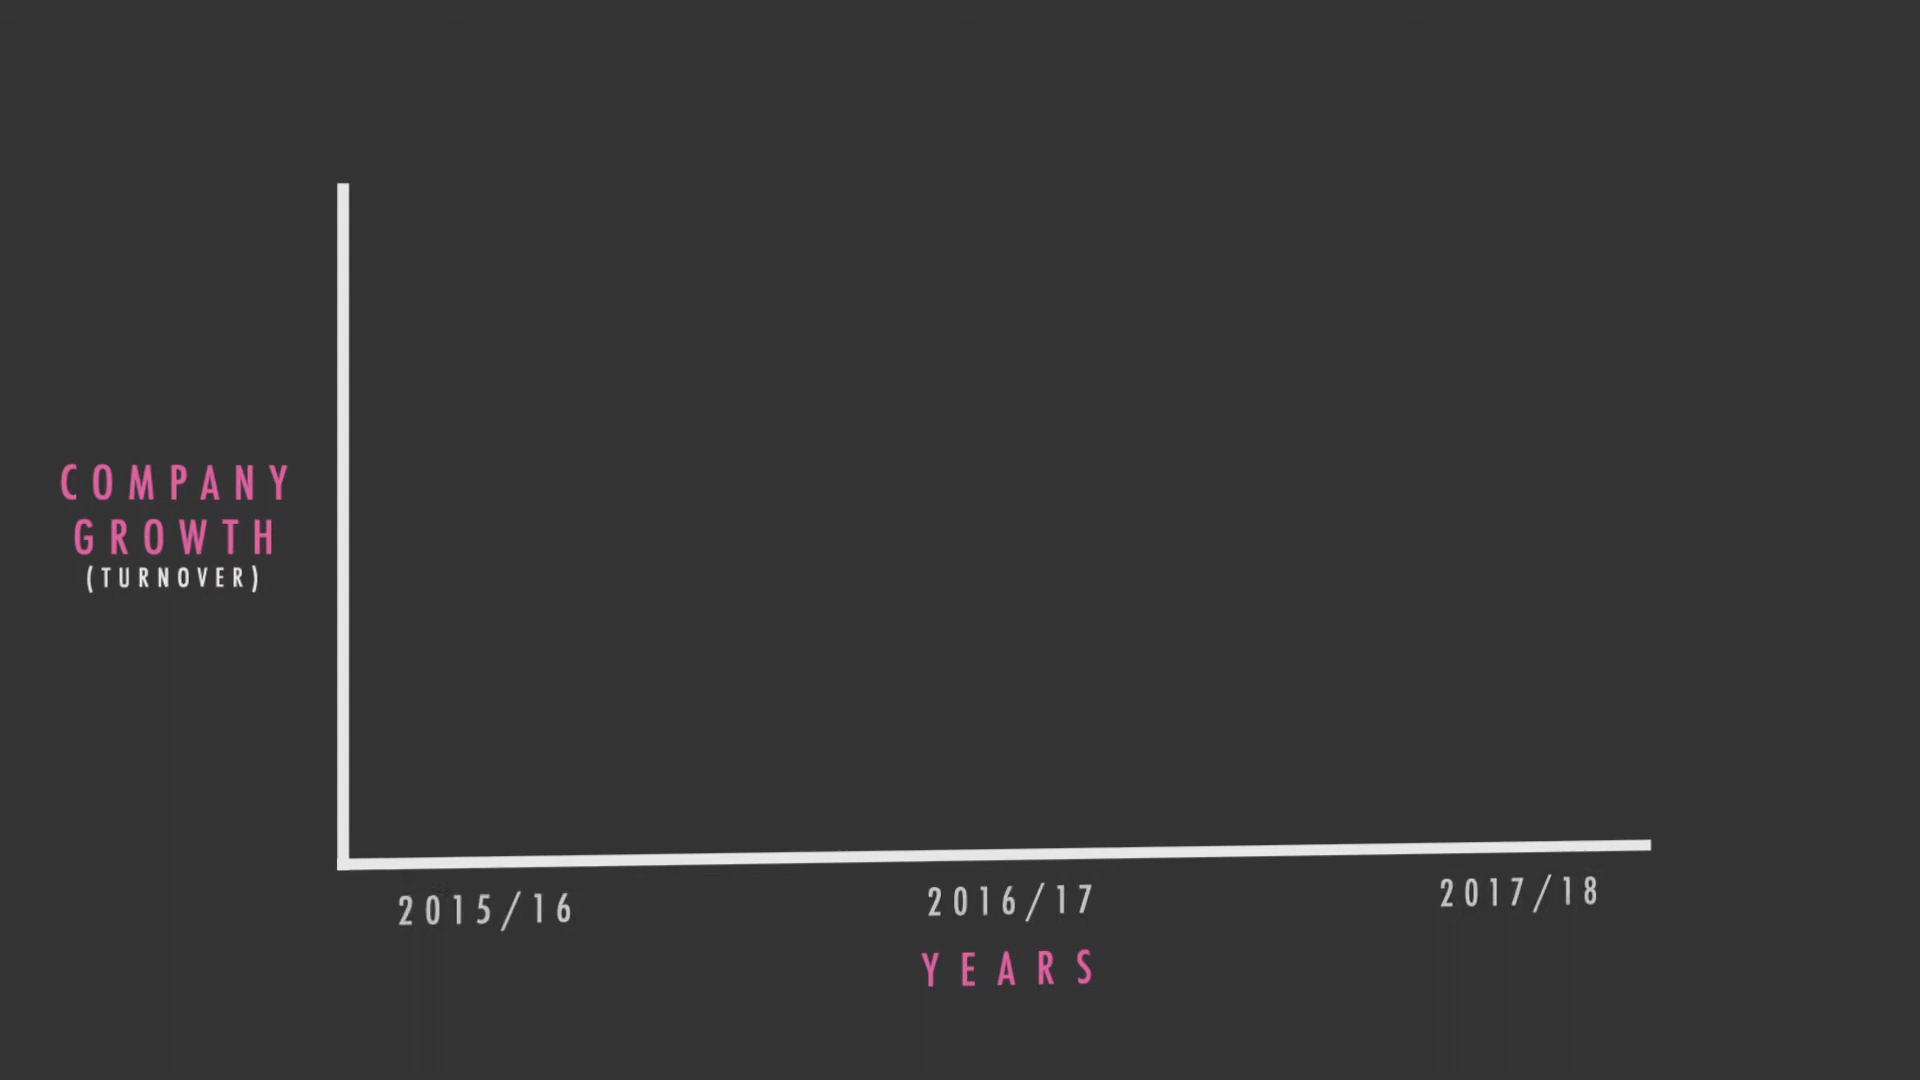 COMPANY
GROWTH
(TURNOVER)
2015/16
2016/17
2017/18
YEARS